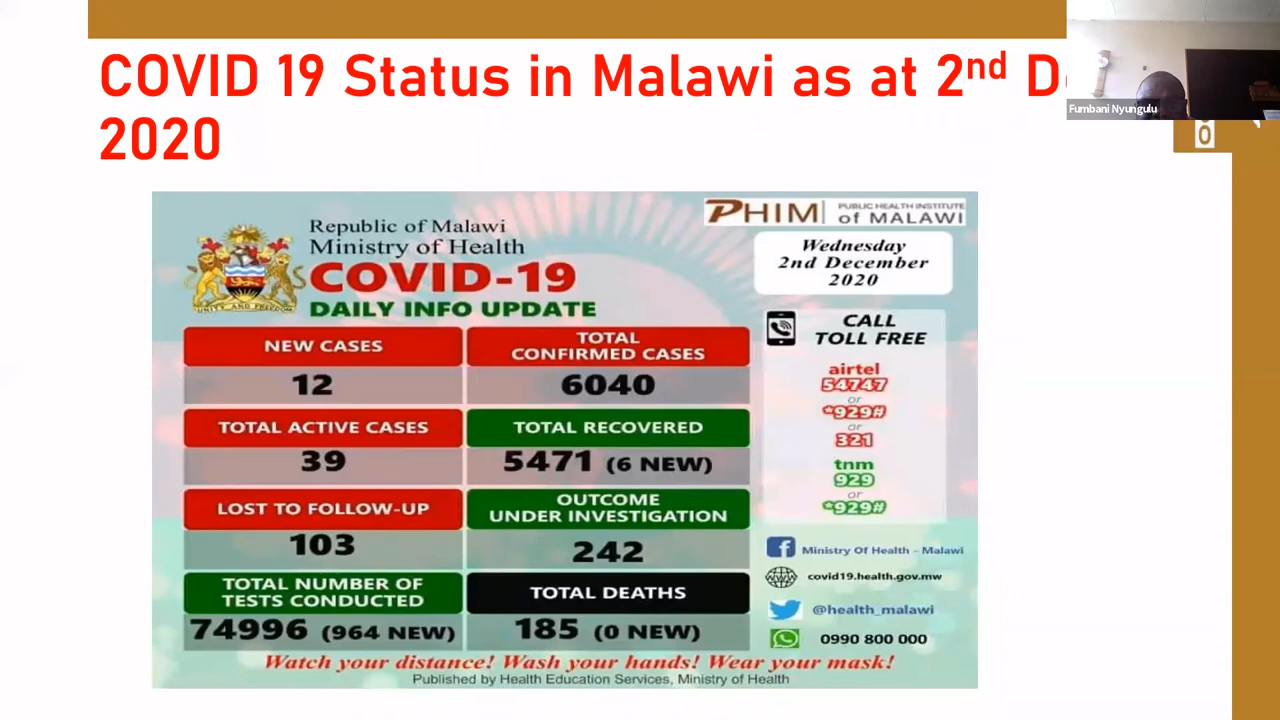 COVID 19 Status in Malawi as at 2nd
2020
Fumbani Nyungulu
0
PHIM
PUBLIC HEALTH INSTITUTE
of MALAWI
Republic of Malawi
Ministry of Health
COVID-19
DAILY INFO UPDATE
UNITY AND FREEDOM
Wednesday
2nd December
2020
NEW CASES
12
TOTAL
CONFIRMED CASES
6040
TOTAL ACTIVE CASES
39
TOTAL RECOVERED
5471 (6 NEW)
LOST TO FOLLOW-UP
103
OUTCOME
UNDER INVESTIGATION
242
TOTAL NUMBER OF
TESTS CONDUCTED
74996 (964 NEW)
TOTAL DEATHS
185 (0 NEW)
CALL
TOLL FREE
airtel
54747
or
*929#
or
321
tnm
929
or
*929#
Ministry Of Health - Malawi
covid19.health.gov.mw
@health_malawi
0990 800 000
Watch your distance! Wash your hands! Wear your mask!
Published by Health Education Services, Ministry of Health